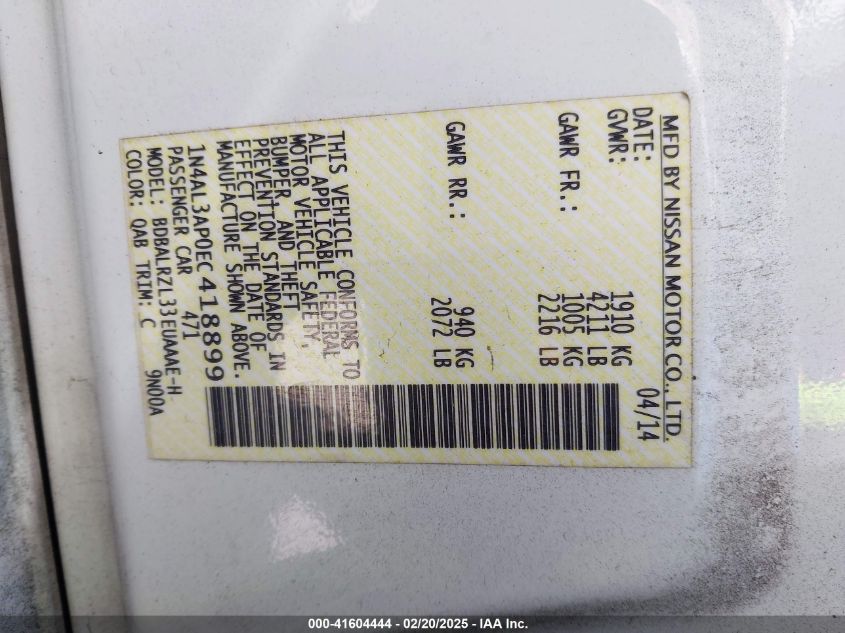 MFD BY NISSAN MOTOR CO., LTD.
DATE: 04/14
GVWR: 1910 KG
4211 LB
GAWR FR.: 1005 KG
2216 LB
GAWR RR.: 940 KG
2072 LB
THIS VEHICLE CONFORMS TO
ALL APPLICABLE FEDERAL
MOTOR VEHICLE SAFETY,
BUMPER, AND THEFT
PREVENTION STANDARDS IN
EFFECT ON THE DATE OF
MANUFACTURE SHOWN ABOVE.
1N4AL3AP0EC418899
PASSENGER CAR 471
MODEL: BDBALRZL33EUAAAE-H
COLOR: QAB TRIM: C 9N00A
000-41604444 - 02/20/2025 - IAA Inc.